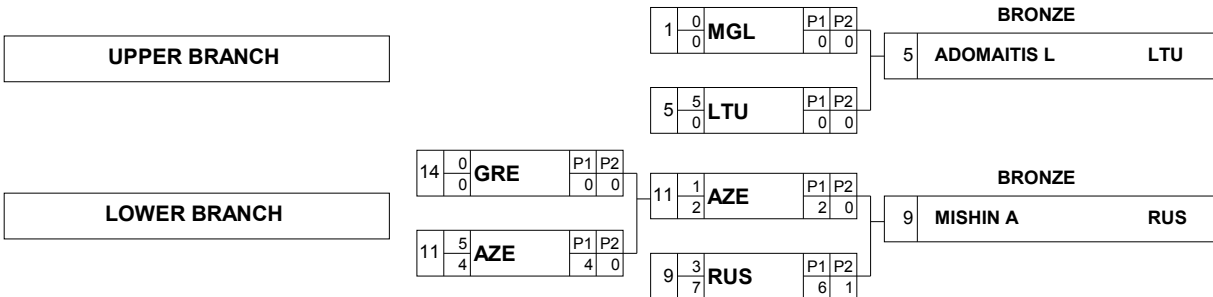 BRONZE
1 0 0 MGL P1 P2 0 0
UPPER BRANCH
5 ADOMAITIS L LTU
5 5 0 LTU P1 P2 0 0
14 0 0 GRE P1 P2 0 0
BRONZE
11 1 2 AZE P1 P2 2 0
LOWER BRANCH
9 MISHIN A RUS
11 5 4 AZE P1 P2 4 0
9 3 7 RUS P1 P2 6 1